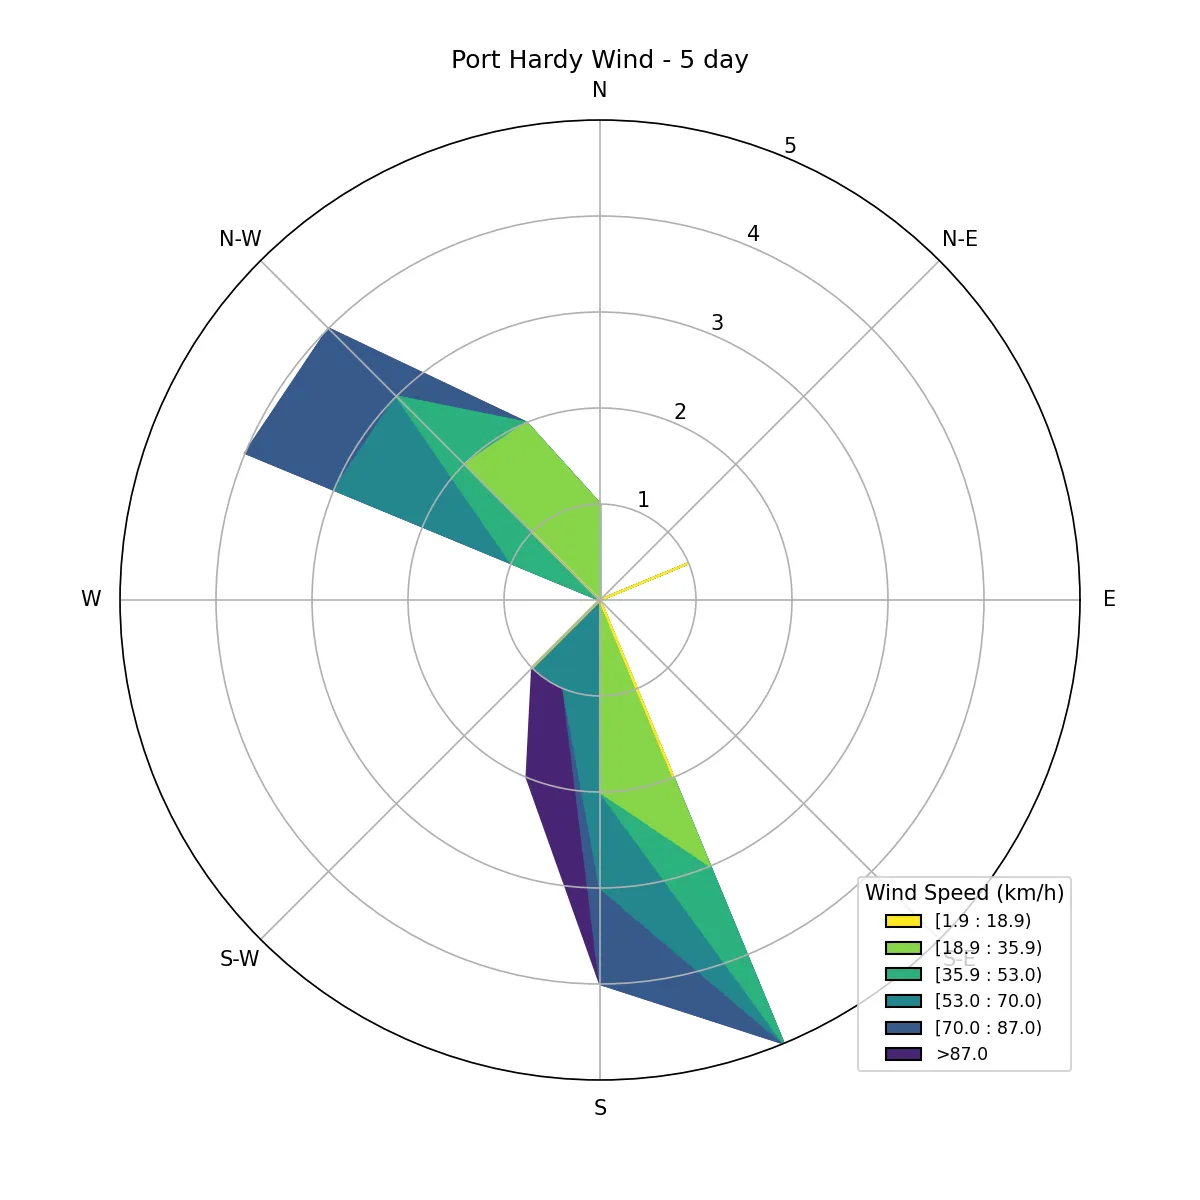 Port Hardy Wind - 5 day
N
5
N-W
4
N-E
3
2
1
W
E
S-W
S-E
S
Wind Speed (km/h)
[1.9 : 18.9)
[18.9 : 35.9)
[35.9 : 53.0)
[53.0 : 70.0)
[70.0 : 87.0)
>87.0